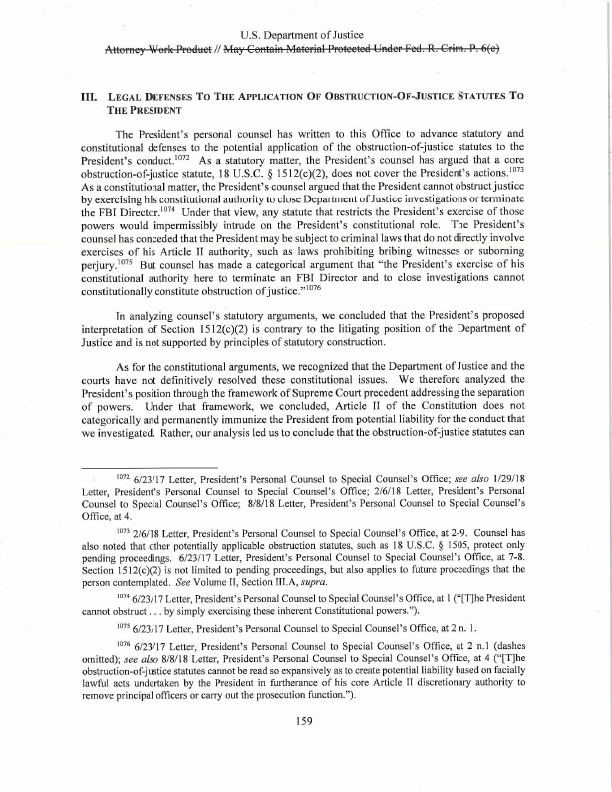 U.S. Department of Justice
Attorney Work Product // May Contain Material Protected Under Fed. R. Crim. P. 6(e)
III. LEGAL DEFENSES TO THE APPLICATION OF OBSTRUCTION-OF-JUSTICE STATUTES TO
THE PRESIDENT
The President's personal counsel has written to this Office to advance statutory and
constitutional defenses to the potential application of the obstruction-of-justice statutes to the
President's conduct.1072 As a statutory matter, the President's counsel has argued that a core
obstruction-of-justice statute, 18 U.S.C. § 1512(c)(2), does not cover the President's actions.1073
As a constitutional matter, the President's counsel argued that the President cannot obstruct justice
by exercising his constitutional authority to close Department of Justice investigations or terminate
the FBI Director.1074 Under that view, any statute that restricts the President's exercise of those
powers would impermissibly intrude on the President's constitutional role. The President's
counsel has conceded that the President may be subject to criminal laws that do not directly involve
exercises of his Article II authority, such as laws prohibiting bribing witnesses or suborning
perjury.1075 But counsel has made a categorical argument that "the President's exercise of his
constitutional authority here to terminate an FBI Director and to close investigations cannot
constitutionally constitute obstruction of justice."1076
In analyzing counsel's statutory arguments, we concluded that the President's proposed
interpretation of Section 1512(c)(2) is contrary to the litigating position of the Department of
Justice and is not supported by principles of statutory construction.
As for the constitutional arguments, we recognized that the Department of Justice and the
courts have not definitively resolved these constitutional issues. We therefore analyzed the
President's position through the framework of Supreme Court precedent addressing the separation
of powers. Under that framework, we concluded, Article II of the Constitution does not
categorically and permanently immunize the President from potential liability for the conduct that
we investigated. Rather, our analysis led us to conclude that the obstruction-of-justice statutes can
1072 6/23/17 Letter, President's Personal Counsel to Special Counsel's Office; see also 1/29/18
Letter, President's Personal Counsel to Special Counsel's Office; 2/6/18 Letter, President's Personal
Counsel to Special Counsel's Office; 8/8/18 Letter, President's Personal Counsel to Special Counsel's
Office, at 4.
1073 2/6/18 Letter, President's Personal Counsel to Special Counsel's Office, at 2-9. Counsel has
also noted that other potentially applicable obstruction statutes, such as 18 U.S.C. § 1505, protect only
pending proceedings. 6/23/17 Letter, President's Personal Counsel to Special Counsel's Office, at 7-8.
Section 1512(c)(2) is not limited to pending proceedings, but also applies to future proceedings that the
person contemplated. See Volume II, Section III.A, supra.
1074 6/23/17 Letter, President's Personal Counsel to Special Counsel's Office, at 1 ("[T]he President
cannot obstruct . . . by simply exercising these inherent Constitutional powers.").
1075 6/23/17 Letter, President's Personal Counsel to Special Counsel's Office, at 2 n. 1.
1076 6/23/17 Letter, President's Personal Counsel to Special Counsel's Office, at 2 n.1 (dashes
omitted); see also 8/8/18 Letter, President's Personal Counsel to Special Counsel's Office, at 4 ("[T]he
obstruction-of-justice statutes cannot be read so expansively as to create potential liability based on facially
lawful acts undertaken by the President in furtherance of his core Article II discretionary authority to
remove principal officers or carry out the prosecution function.").
159